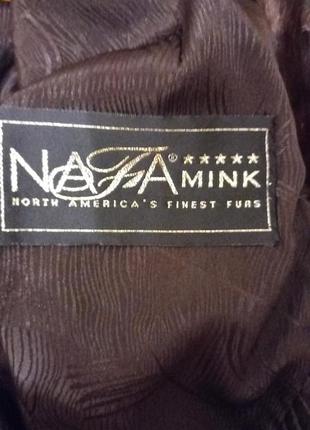 NAFA® ★★★★★ MINK
NORTH AMERICA'S FINEST FURS